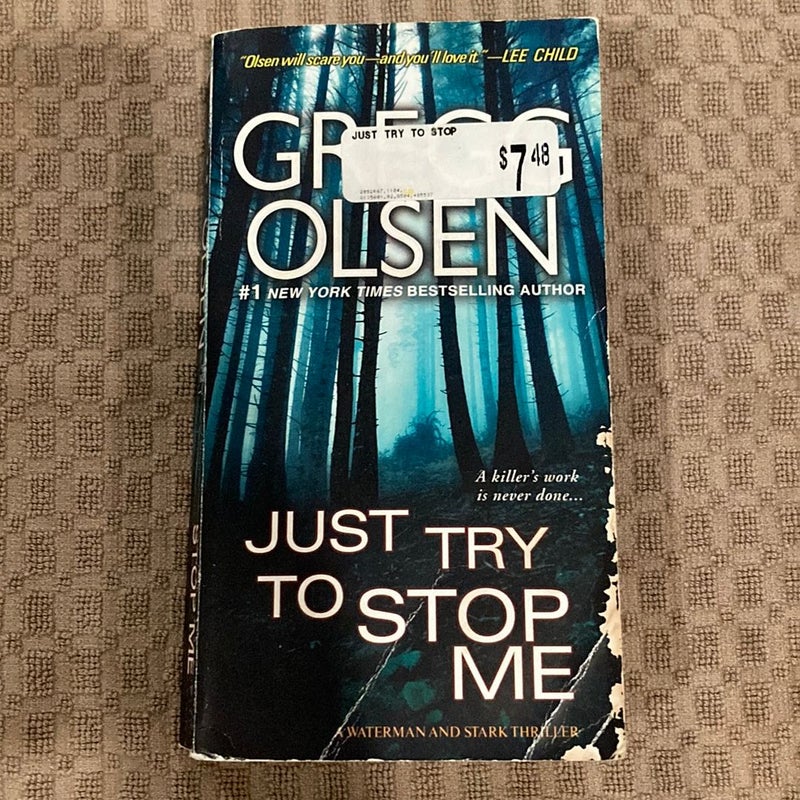 "Olsen will scare you—and you'll love it." —LEE CHILD
GREGG
JUST TRY TO STOP
$7.48
OLSEN
#1 NEW YORK TIMES BESTSELLING AUTHOR
A killer's work
is never done...
JUST TRY
TO STOP
ME
A WATERMAN AND STARK THRILLER
STOP ME